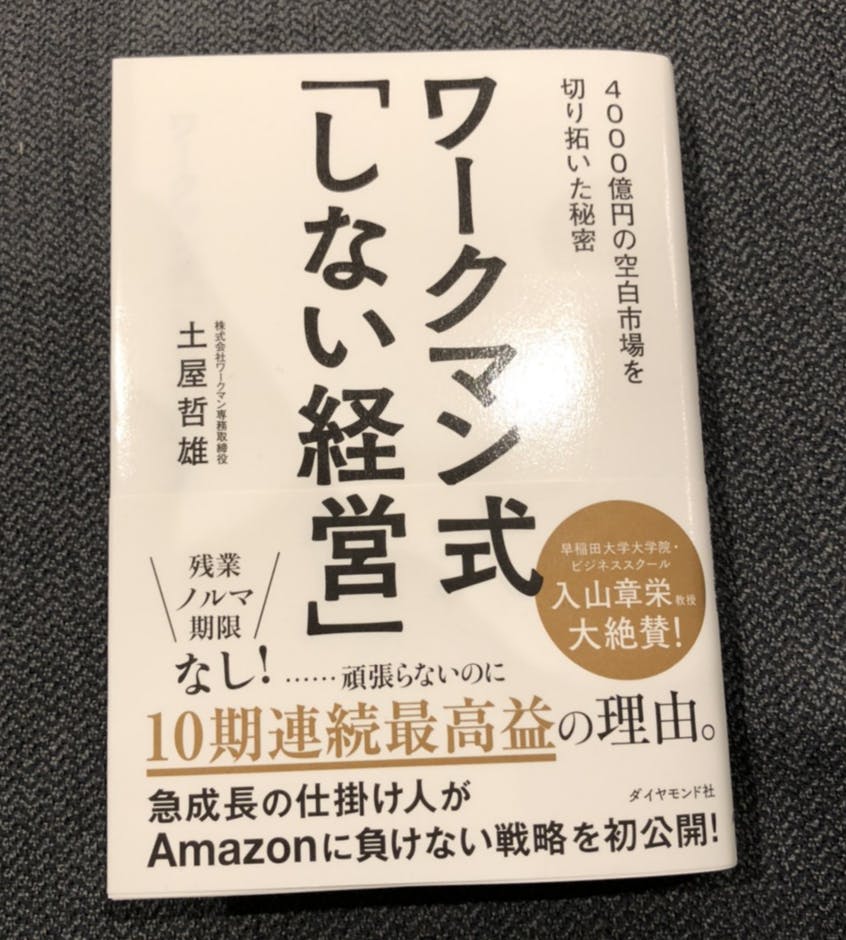 4000億円の空白市場を
切り拓いた秘密
ワークマン式
「しない経営」
株式会社ワークマン専務取締役
土屋哲雄
早稲田大学大学院・
ビジネススクール
入山章栄教授
大絶賛!
残業
ノルマ
期限
なし!……頑張らないのに
10期連続最高益の理由。
ダイヤモンド社
急成長の仕掛け人が
Amazonに負けない戦略を初公開!